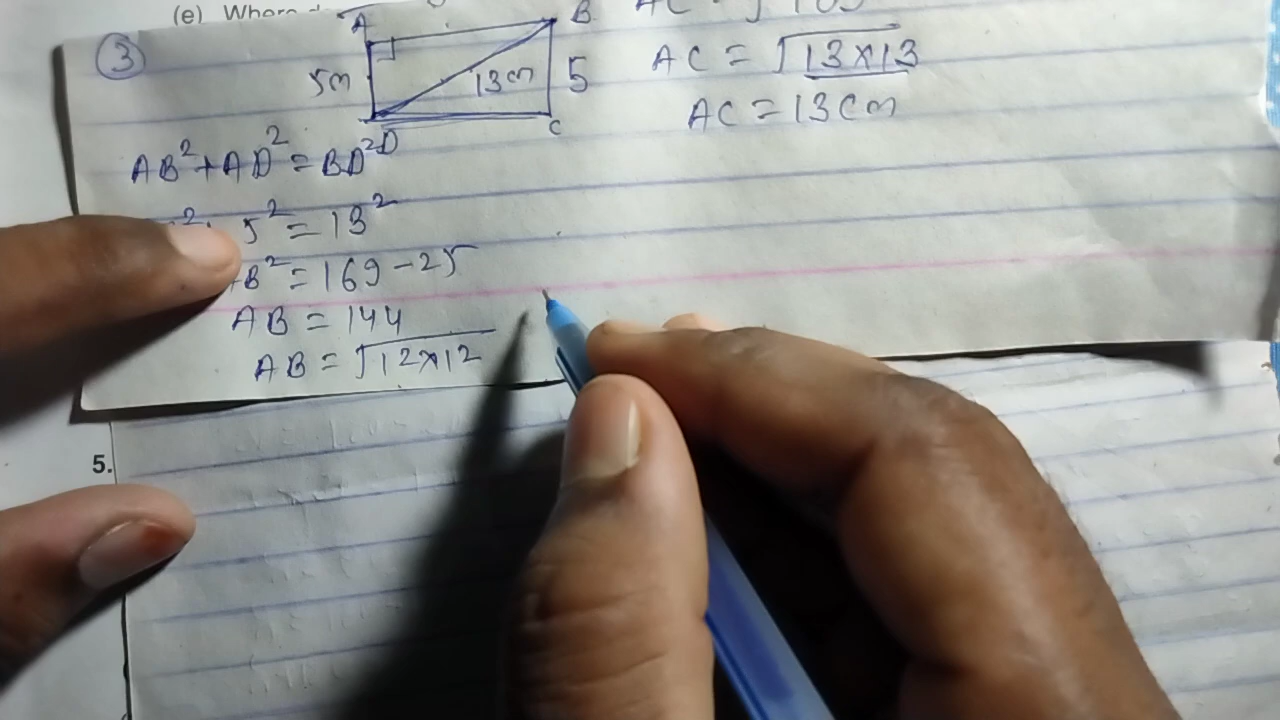 (e)
3
A
B
5m
13cm
5
C
AB²+AD²=BD²
D
5²=13²
B²=169-25
AB=144
AB=√12×12
AC=√13×13
AC=13Cm
5.